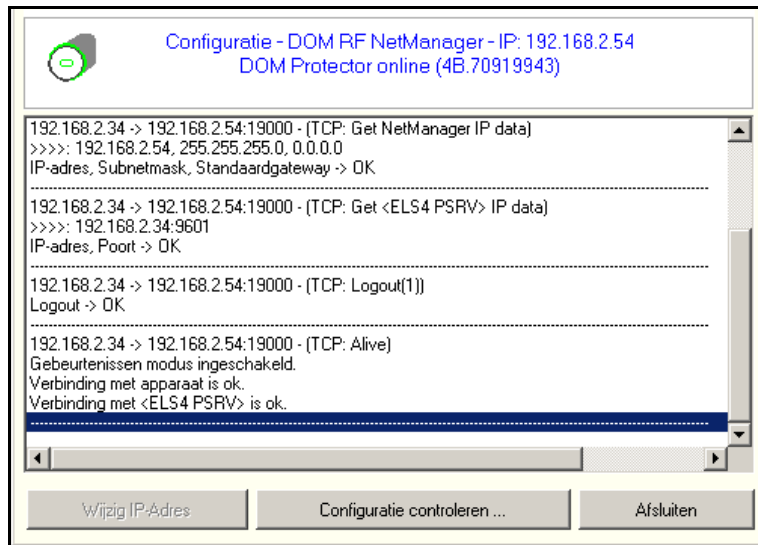 Configuratie - DOM RF NetManager - IP: 192.168.2.54
DOM Protector online (4B.70919943)
192.168.2.34 -> 192.168.2.54:19000 - (TCP: Get NetManager IP data)
>>>>: 192.168.2.54, 255.255.255.0, 0.0.0.0
IP-adres, Subnetmask, Standaardgateway -> OK
192.168.2.34 -> 192.168.2.54:19000 - (TCP: Get <ELS4 PSRV> IP data)
>>>>: 192.168.2.34:9601
IP-adres, Poort -> OK
192.168.2.34 -> 192.168.2.54:19000 - (TCP: Logout(1))
Logout -> OK
192.168.2.34 -> 192.168.2.54:19000 - (TCP: Alive)
Gebeurtenissen modus ingeschakeld.
Verbinding met apparaat is ok.
Verbinding met <ELS4 PSRV> is ok.
Wijzig IP-Adres
Configuratie controleren ...
Afsluiten